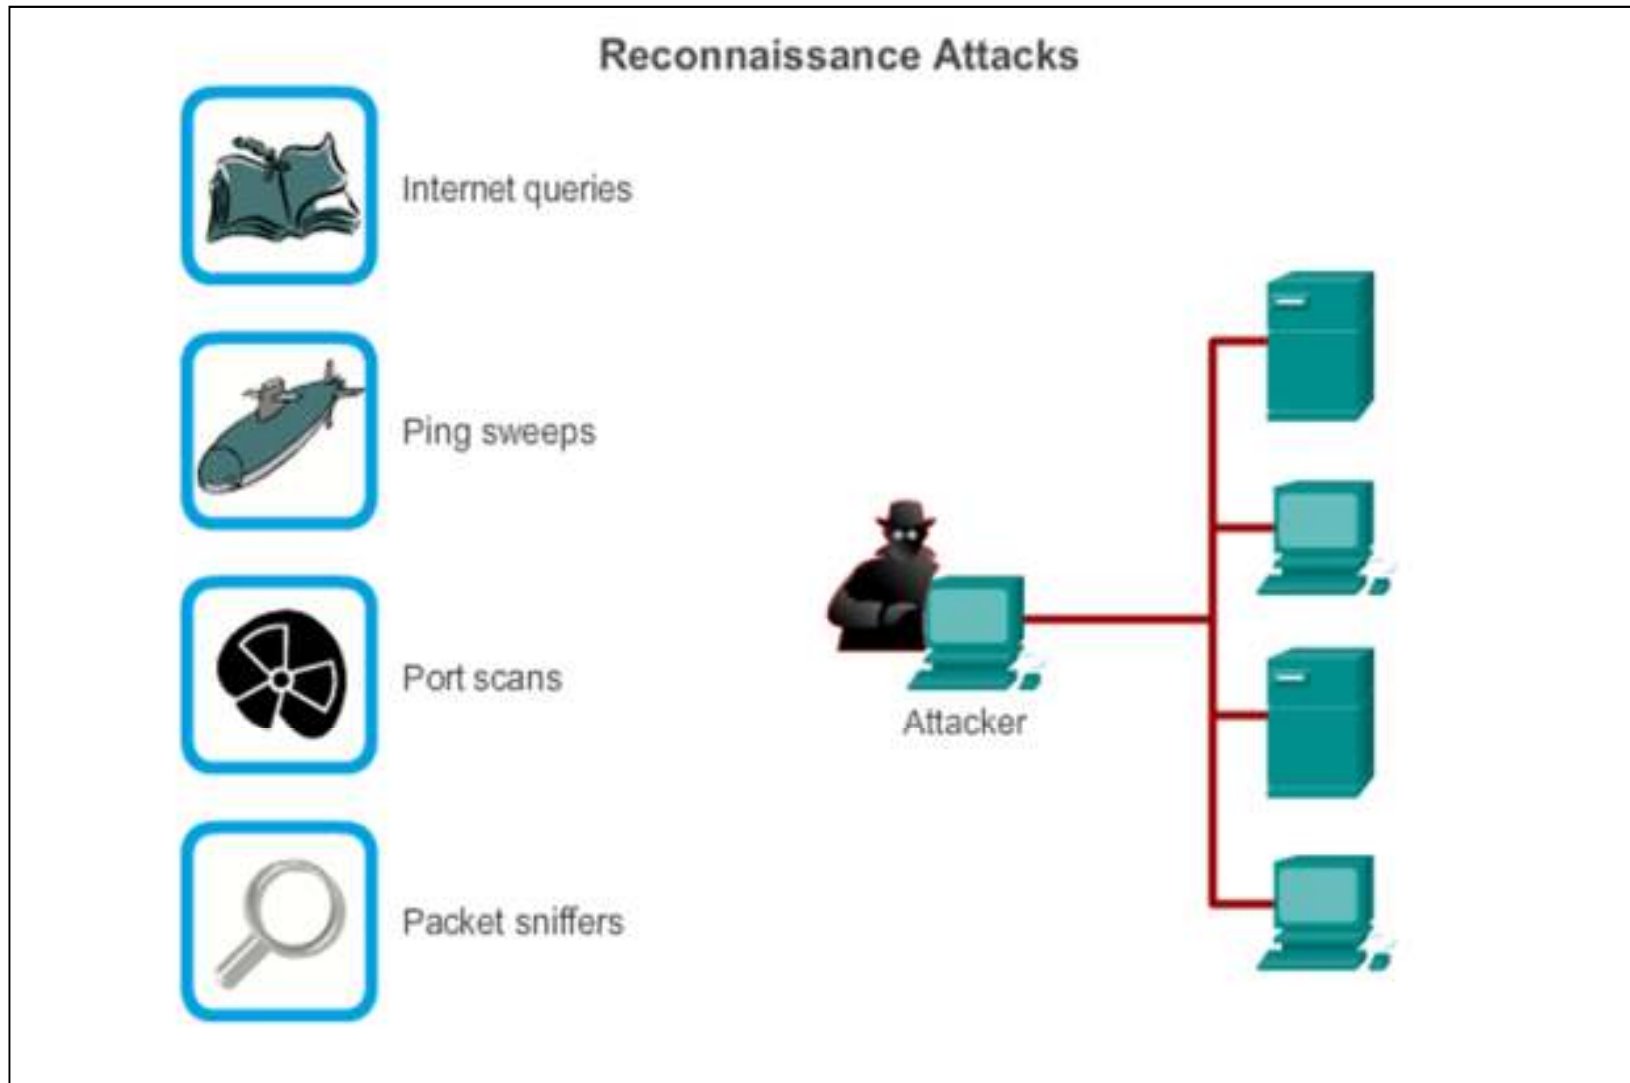 Reconnaissance Attacks
Internet queries
Ping sweeps
Port scans
Packet sniffers
Attacker